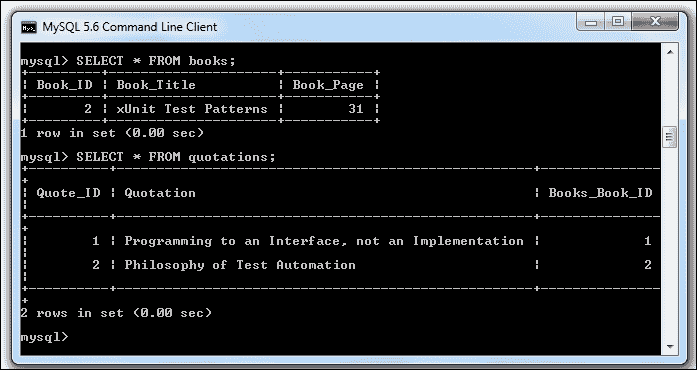 MySQL 5.6 Command Line Client
mysql> SELECT * FROM books;
+---------+---------------------+-----------+
¦ Book_ID ¦ Book_Title          ¦ Book_Page ¦
+---------+---------------------+-----------+
¦       2 ¦ xUnit Test Patterns ¦        31 ¦
+---------+---------------------+-----------+
1 row in set (0.00 sec)
mysql> SELECT * FROM quotations;
+----------+--------------------------------------------------+---------------
+
¦ Quote_ID ¦ Quotation                                        ¦ Books_Book_ID
¦
+----------+--------------------------------------------------+---------------
+
¦        1 ¦ Programming to an Interface, not an Implementation ¦             1
¦
¦        2 ¦ Philosophy of Test Automation                    ¦             2
¦
+----------+--------------------------------------------------+---------------
+
2 rows in set (0.00 sec)
mysql>